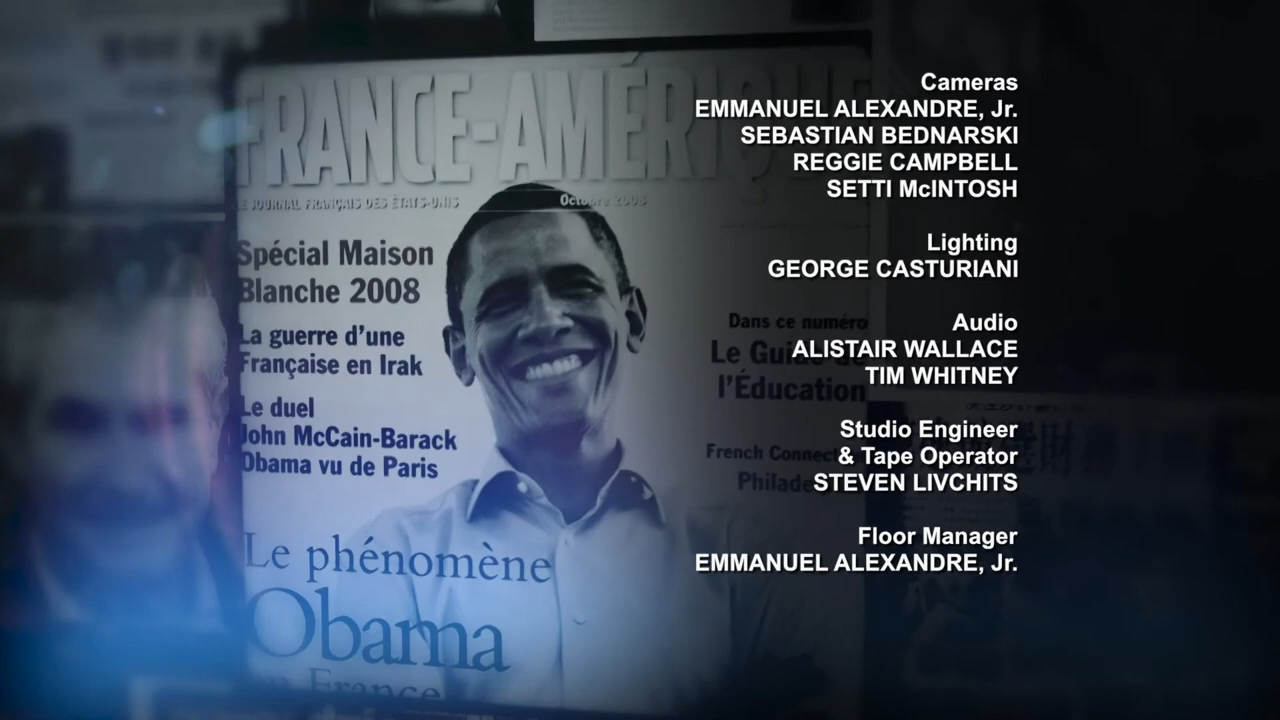 FRANCE-AMÉRIQUE
LE JOURNAL FRANÇAIS DES ÉTATS-UNIS
Octobre 2008
Spécial Maison
Blanche 2008
La guerre d'une
Française en Irak
Le duel
John McCain-Barack
Obama vu de Paris
Le phénomène
Obama
en France
Dans ce numéro
Le Guide de
l'Éducation
French
Cameras
EMMANUEL ALEXANDRE, Jr.
SEBASTIAN BEDNARSKI
REGGIE CAMPBELL
SETTI McINTOSH
Lighting
GEORGE CASTURIANI
Audio
ALISTAIR WALLACE
TIM WHITNEY
Studio Engineer
& Tape Operator
STEVEN LIVCHITS
Floor Manager
EMMANUEL ALEXANDRE, Jr.